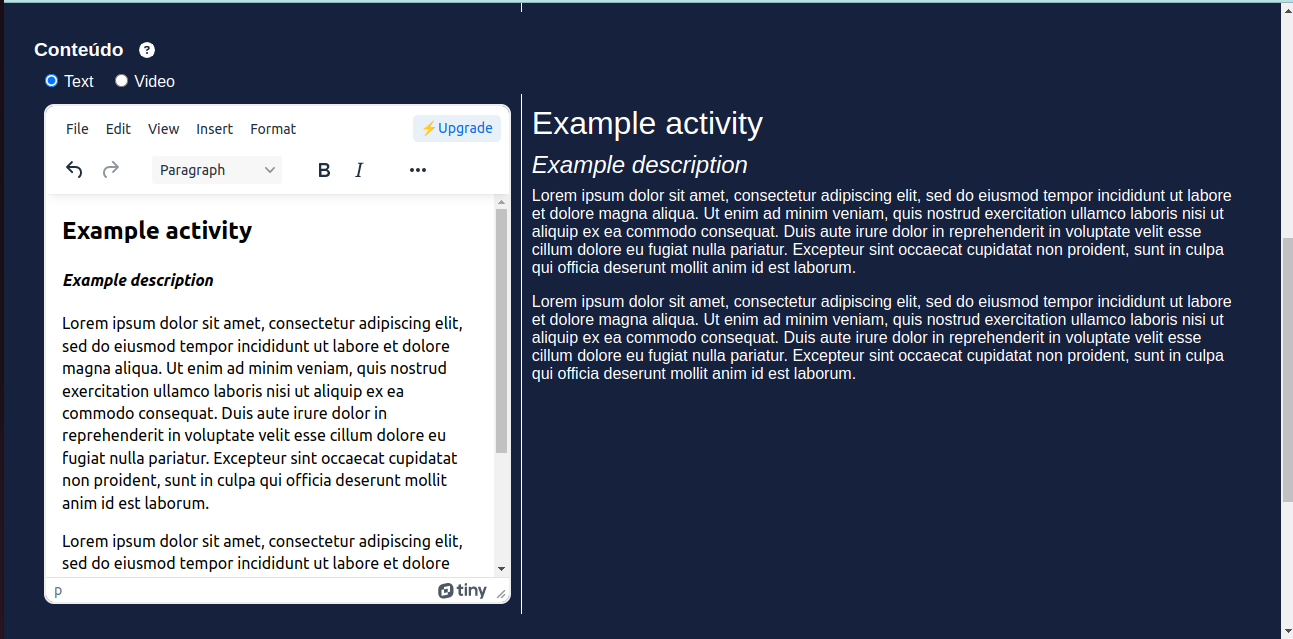 Conteúdo ?
Text Video
File Edit View Insert Format ⚡Upgrade
Paragraph B I ...
Example activity
Example description
Lorem ipsum dolor sit amet, consectetur adipiscing elit,
sed do eiusmod tempor incididunt ut labore et dolore
magna aliqua. Ut enim ad minim veniam, quis nostrud
exercitation ullamco laboris nisi ut aliquip ex ea
commodo consequat. Duis aute irure dolor in
reprehenderit in voluptate velit esse cillum dolore eu
fugiat nulla pariatur. Excepteur sint occaecat cupidatat
non proident, sunt in culpa qui officia deserunt mollit
anim id est laborum.
Lorem ipsum dolor sit amet, consectetur adipiscing elit,
sed do eiusmod tempor incididunt ut labore et dolore
p tiny
Example activity
Example description
Lorem ipsum dolor sit amet, consectetur adipiscing elit, sed do eiusmod tempor incididunt ut labore
et dolore magna aliqua. Ut enim ad minim veniam, quis nostrud exercitation ullamco laboris nisi ut
aliquip ex ea commodo consequat. Duis aute irure dolor in reprehenderit in voluptate velit esse
cillum dolore eu fugiat nulla pariatur. Excepteur sint occaecat cupidatat non proident, sunt in culpa
qui officia deserunt mollit anim id est laborum.
Lorem ipsum dolor sit amet, consectetur adipiscing elit, sed do eiusmod tempor incididunt ut labore
et dolore magna aliqua. Ut enim ad minim veniam, quis nostrud exercitation ullamco laboris nisi ut
aliquip ex ea commodo consequat. Duis aute irure dolor in reprehenderit in voluptate velit esse
cillum dolore eu fugiat nulla pariatur. Excepteur sint occaecat cupidatat non proident, sunt in culpa
qui officia deserunt mollit anim id est laborum.